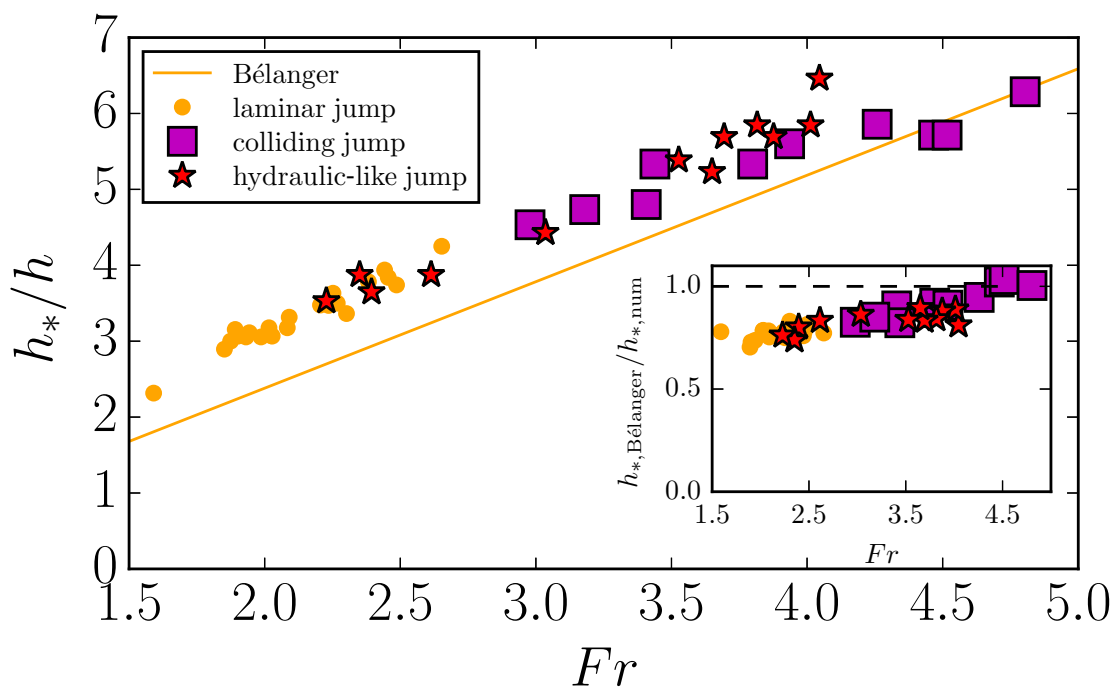 7
6
5
4
3
2
1
0
h*/h
Bélanger
laminar jump
colliding jump
hydraulic-like jump
1.0
0.5
0.0
h*,Bélanger/h*,num
1.5 2.5 3.5 4.5
Fr
1.5 2.0 2.5 3.0 3.5 4.0 4.5 5.0
Fr